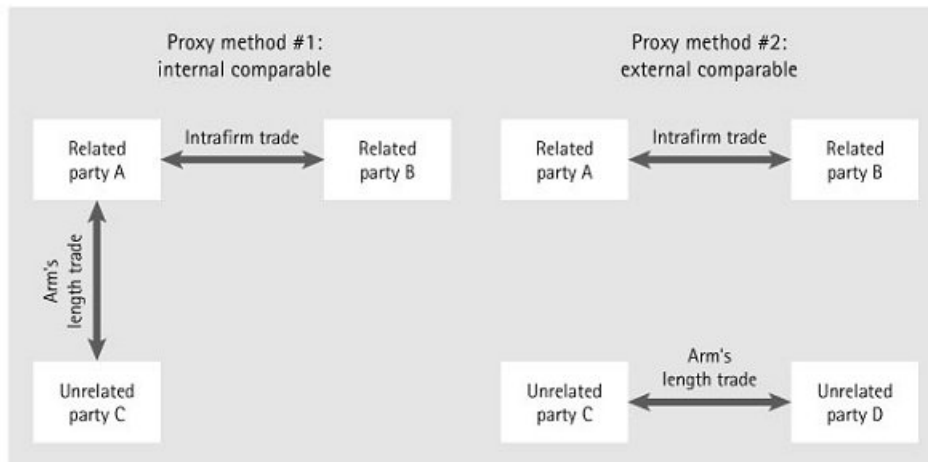 Proxy method #1:
internal comparable
Related
party A
Intrafirm trade
Related
party B
Arm's
length trade
Unrelated
party C
Proxy method #2:
external comparable
Related
party A
Intrafirm trade
Related
party B
Unrelated
party C
Arm's
length trade
Unrelated
party D